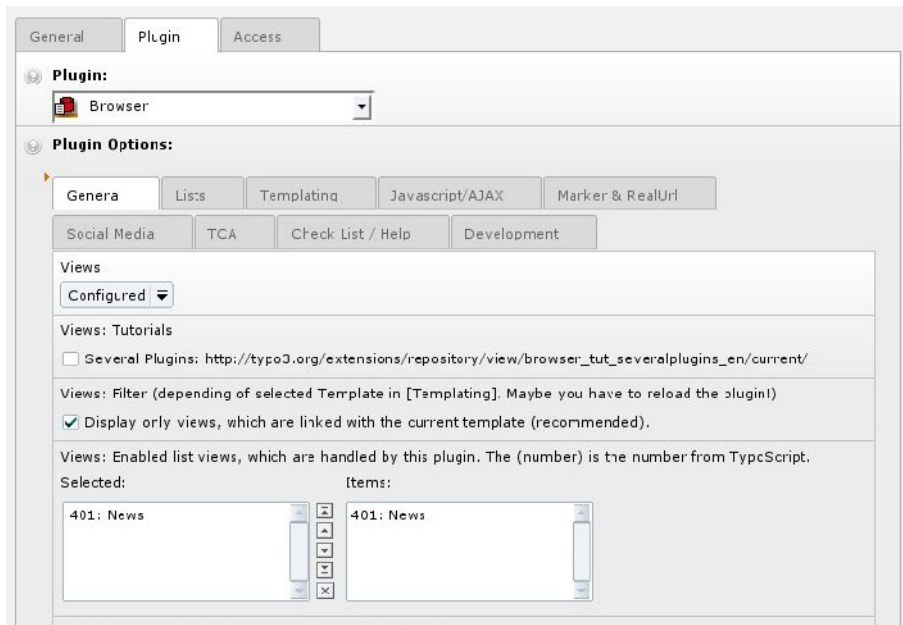 General Plugin Access
Plugin:
Browser
Plugin Options:
Genera Lists Templating Javascript/AJAX Marker & RealUrl
Social Media TCA Check List / Help Development
Views
Configured
Views: Tutorials
Several Plugins: http://typo3.org/extensions/repository/view/browser_tut_severalplugins_en/current/
Views: Filter (depending of selected Template in [Templating]. Maybe you have to reload the plugin!)
Display only views, which are linked with the current template (recommended).
Views: Enabled list views, which are handled by this plugin. The (number) is the number from TypoScript.
Selected: Items:
401: News 401: News